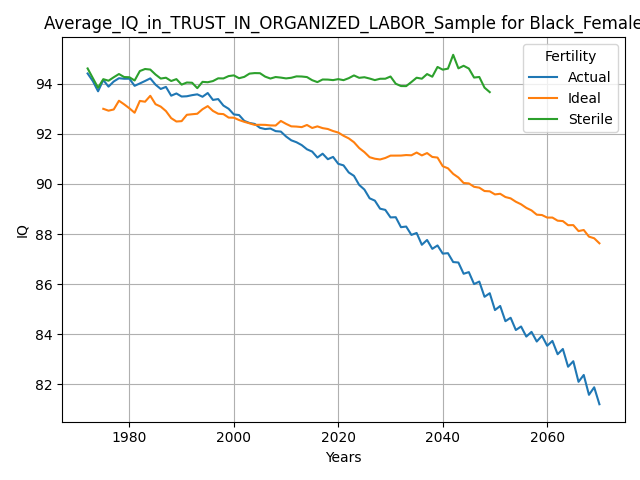 Average_IQ_in_TRUST_IN_ORGANIZED_LABOR_Sample for Black_Female
Fertility
Actual
Ideal
Sterile
IQ
94
92
90
88
86
84
82
1980
2000
2020
2040
2060
Years